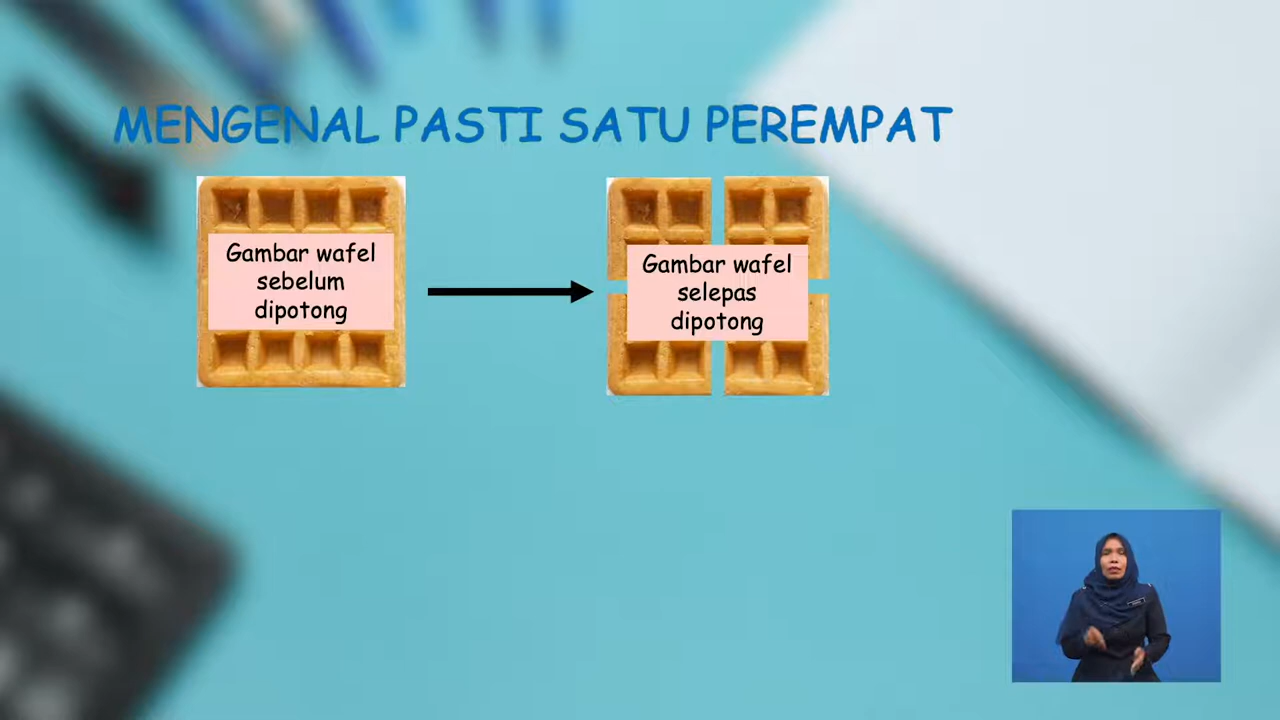 MENGENAL PASTI SATU PEREMPAT
Gambar wafel
sebelum
dipotong
Gambar wafel
selepas
dipotong